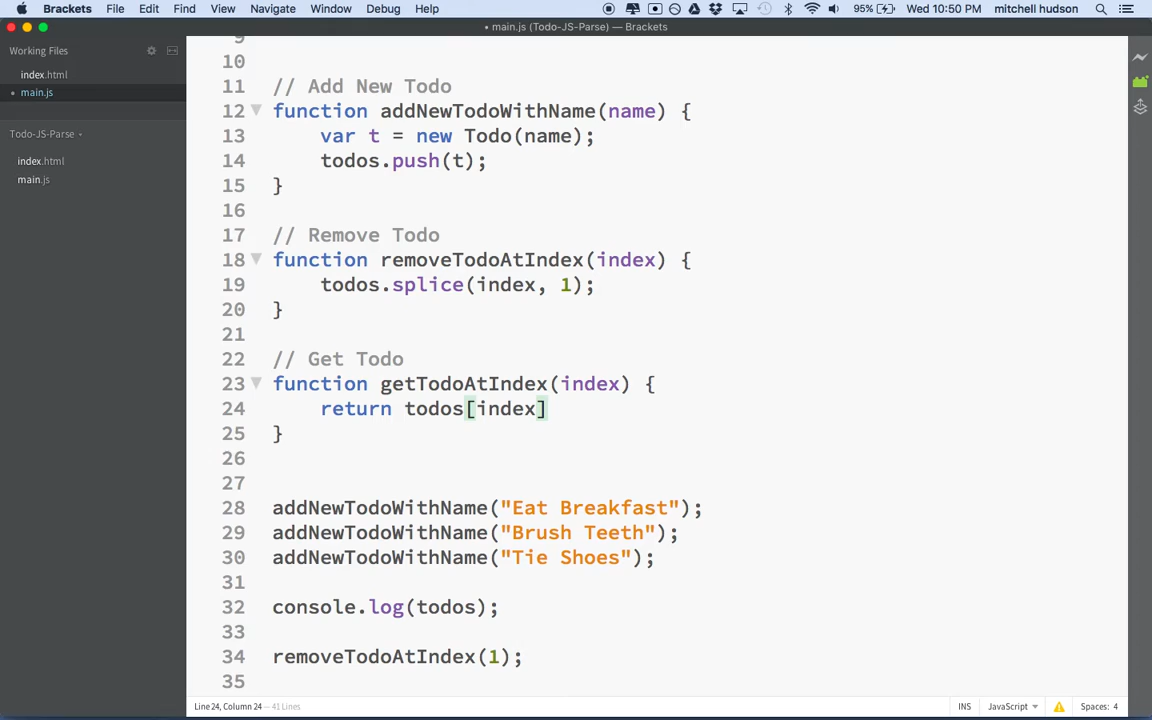 Brackets File Edit Find View Navigate Window Debug Help 95% Wed 10:50 PM mitchell hudson
• main.js (Todo-JS-Parse) — Brackets
Working Files
index.html
• main.js
Todo-JS-Parse
index.html
main.js
9
10
11 // Add New Todo
12 function addNewTodoWithName(name) {
13 var t = new Todo(name);
14 todos.push(t);
15 }
16
17 // Remove Todo
18 function removeTodoAtIndex(index) {
19 todos.splice(index, 1);
20 }
21
22 // Get Todo
23 function getTodoAtIndex(index) {
24 return todos[index]
25 }
26
27
28 addNewTodoWithName("Eat Breakfast");
29 addNewTodoWithName("Brush Teeth");
30 addNewTodoWithName("Tie Shoes");
31
32 console.log(todos);
33
34 removeTodoAtIndex(1);
35
Line 24, Column 24 — 41 Lines INS JavaScript Spaces: 4